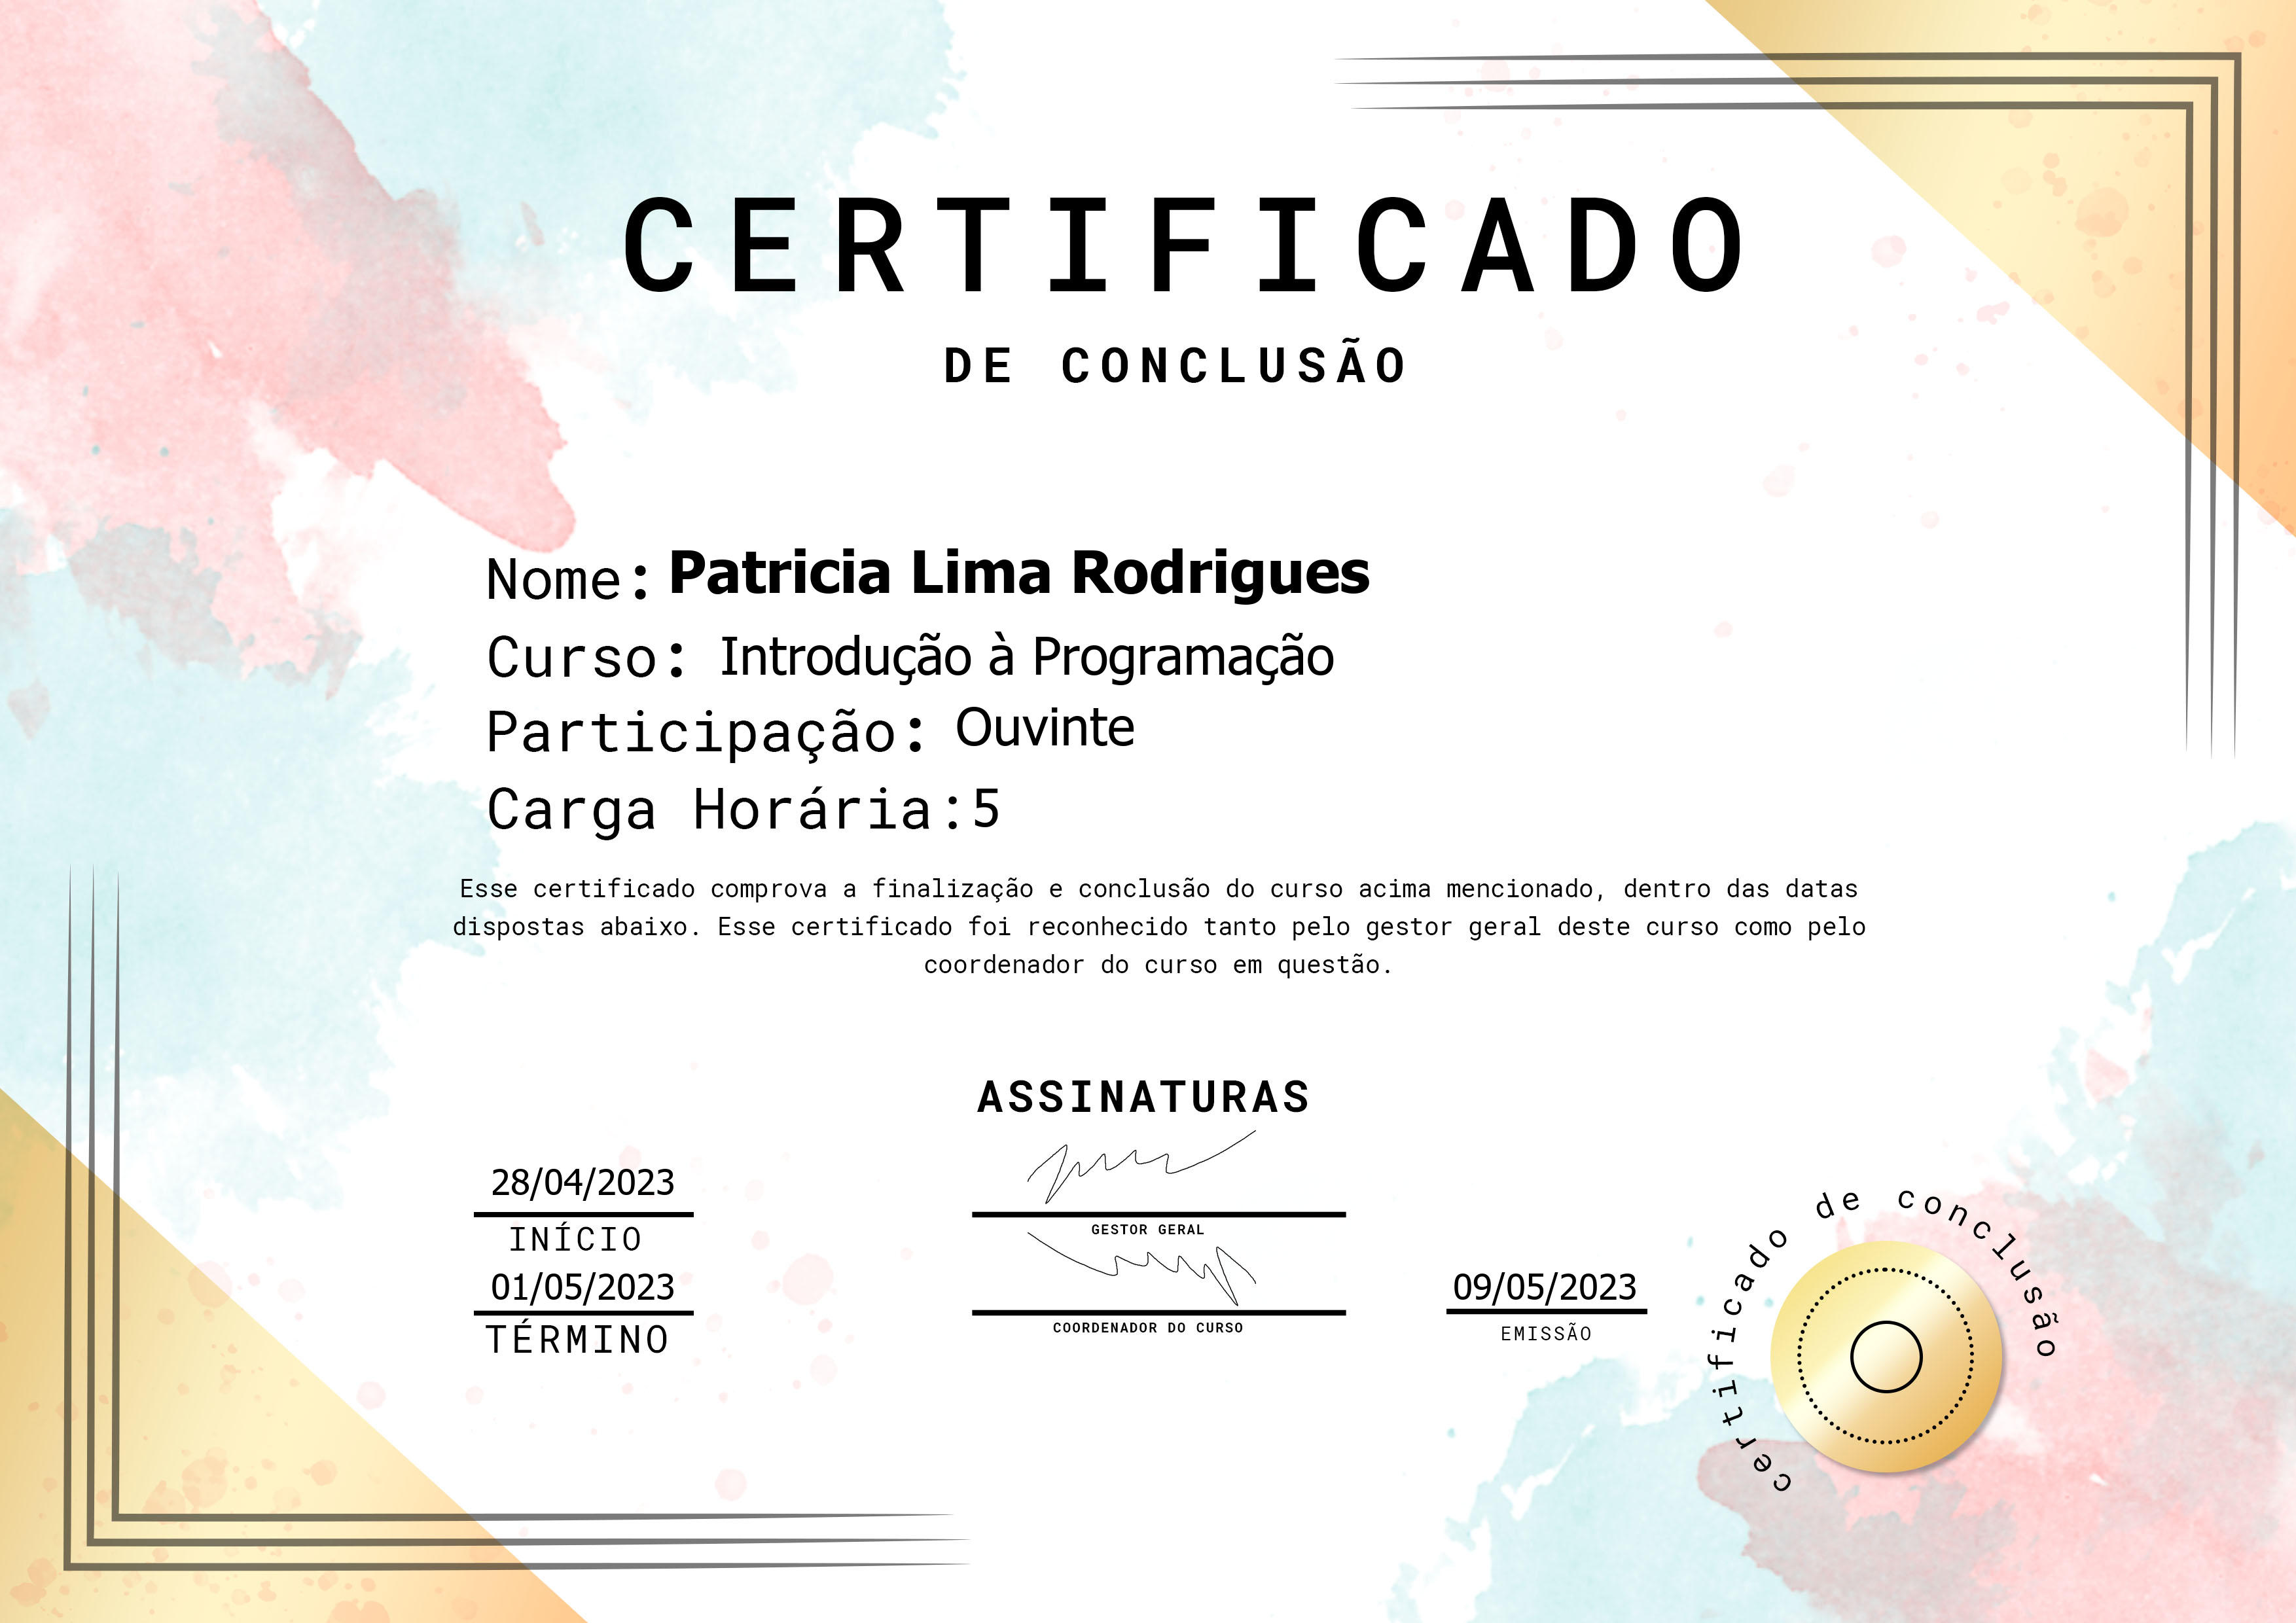 CERTIFICADO
DE CONCLUSÃO
Nome: Patricia Lima Rodrigues
Curso: Introdução à Programação
Participação: Ouvinte
Carga Horária:5
Esse certificado comprova a finalização e conclusão do curso acima mencionado, dentro das datas
dispostas abaixo. Esse certificado foi reconhecido tanto pelo gestor geral deste curso como pelo
coordenador do curso em questão.
ASSINATURAS
28/04/2023
INÍCIO
GESTOR GERAL
01/05/2023
TÉRMINO
COORDENADOR DO CURSO
09/05/2023
EMISSÃO
certificado de conclusão